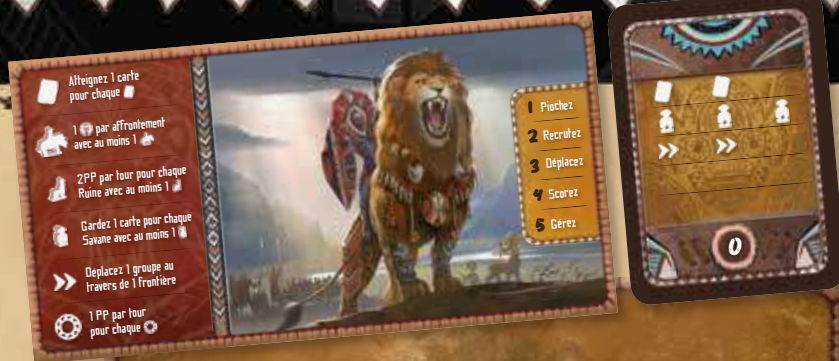 Atteignez 1 carte
pour chaque
1 par affrontement
avec au moins 1
2PP par tour pour chaque
Ruine avec au moins 1
Gardez 1 carte pour chaque
Savane avec au moins 1
Déplacez 1 groupe au
travers de 1 frontière
1 PP par tour
pour chaque
1 Piochez
2 Recrutez
3 Déplacez
4 Scorez
5 Gérez
0